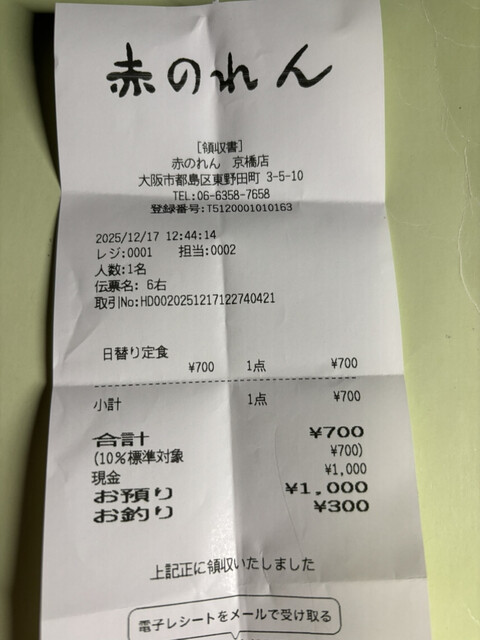 赤のれん
[領収書]
赤のれん 京橋店
大阪市都島区東野田町 3-5-10
TEL:06-6358-7658
登録番号:T5120001010163
2025/12/17 12:44:14
レジ:0001 担当:0002
人数:1名
伝票名: 6右
取引No:HD0020251217122740421
日替り定食
¥700 1点 ¥700
小計 1点 ¥700
合計 ¥700
(10%標準対象 ¥700)
現金 ¥1,000
お預り ¥1,000
お釣り ¥300
上記正に領収いたしました
電子レシートをメールで受け取る